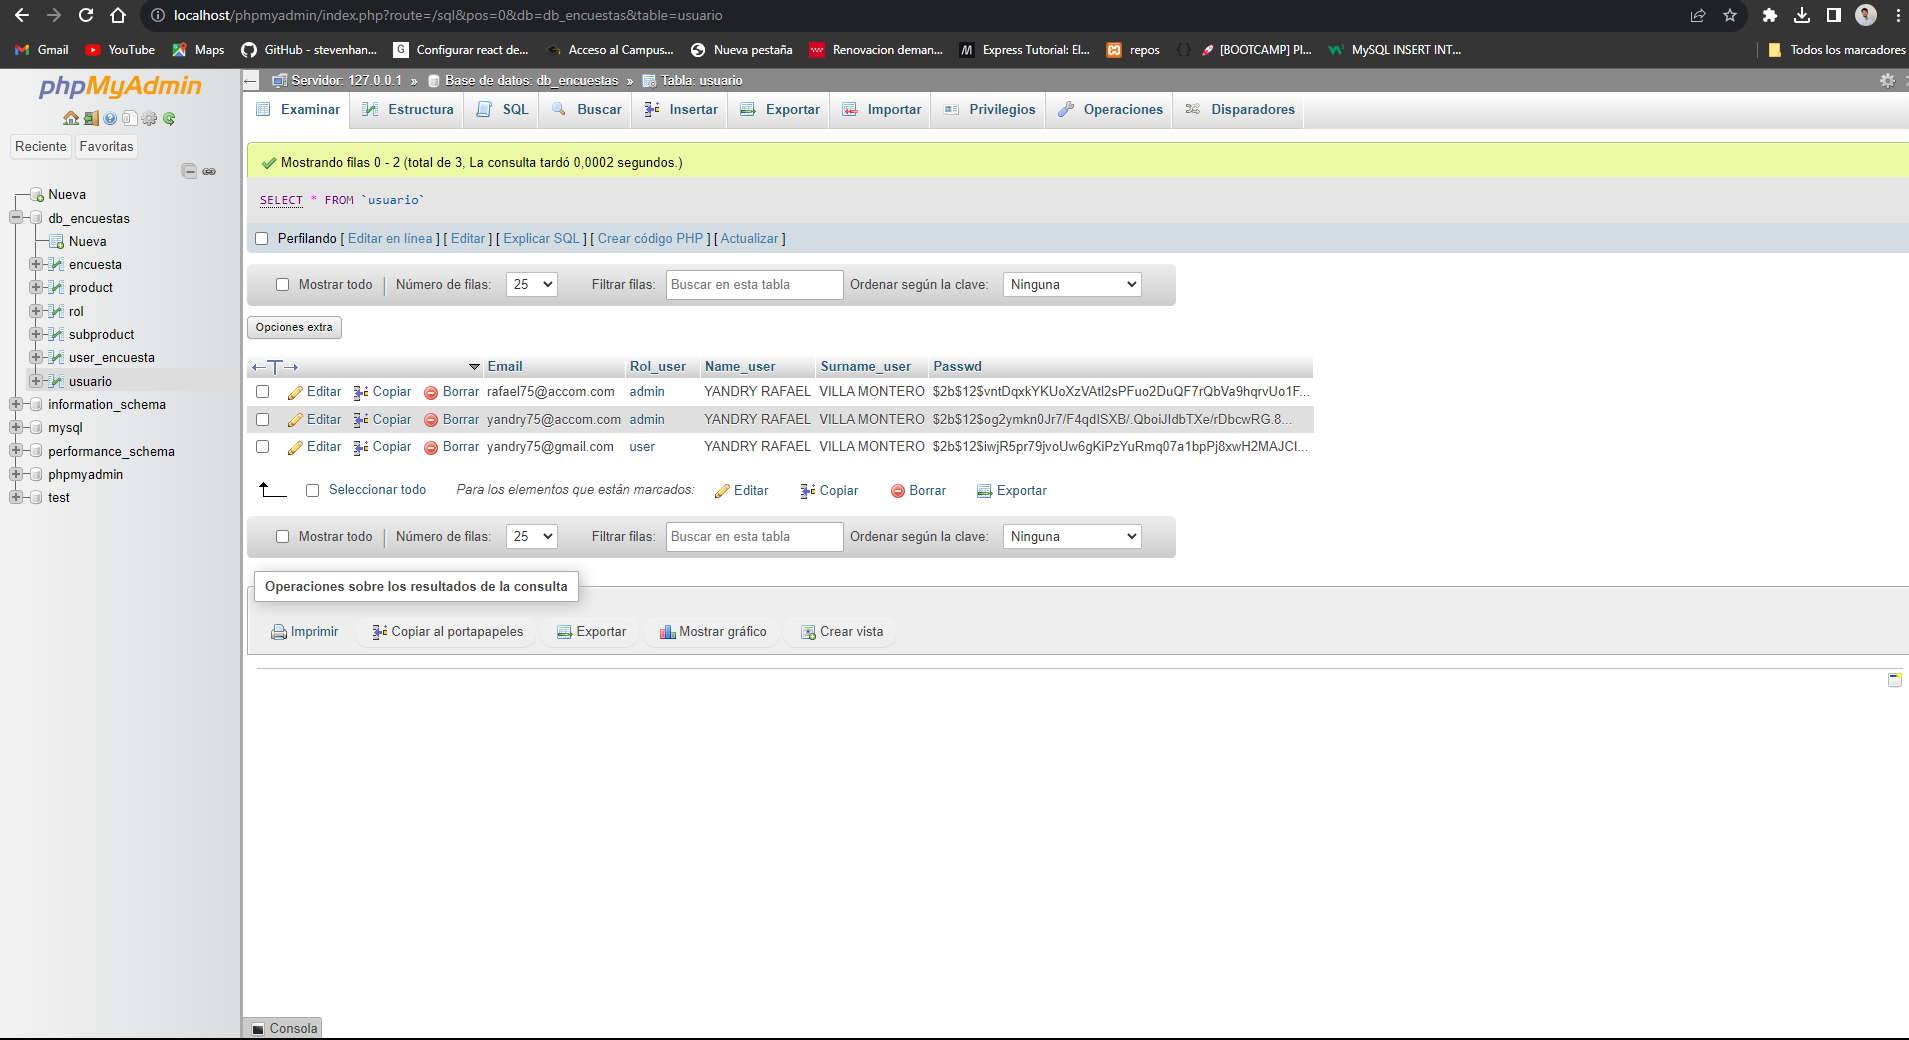 localhost/phpmyadmin/index.php?route=/sql&pos=0&db=db_encuestas&table=usuario
Gmail YouTube Maps GitHub - stevenhan... G Configurar react de... Acceso al Campus... Nueva pestaña Renovacion deman... Express Tutorial: El... repos [BOOTCAMP] Pl... MySQL INSERT INT... Todos los marcadores
phpMyAdmin
Reciente Favoritas
Nueva
db_encuestas
Nueva
encuesta
product
rol
subproduct
user_encuesta
usuario
information_schema
mysql
performance_schema
phpmyadmin
test
Servidor: 127.0.0.1 » Base de datos: db_encuestas » Tabla: usuario
Examinar Estructura SQL Buscar Insertar Exportar Importar Privilegios Operaciones Disparadores
Mostrando filas 0 - 2 (total de 3, La consulta tardó 0,0002 segundos.)
SELECT * FROM `usuario`
Perfilando [ Editar en línea ] [ Editar ] [ Explicar SQL ] [ Crear código PHP ] [ Actualizar ]
Mostrar todo Número de filas: 25 Filtrar filas: Buscar en esta tabla Ordenar según la clave: Ninguna
Opciones extra
Email Rol_user Name_user Surname_user Passwd
Editar Copiar Borrar rafael75@accom.com admin YANDRY RAFAEL VILLA MONTERO $2b$12$vntDqxkYKUoXzVAtl2sPFuo2DuQF7rQbVa9hqrvUo1F...
Editar Copiar Borrar yandry75@accom.com admin YANDRY RAFAEL VILLA MONTERO $2b$12$og2ymkn0Jr7/F4qdISXB/.QboiJIdbTXe/rDbcwRG.8...
Editar Copiar Borrar yandry75@gmail.com user YANDRY RAFAEL VILLA MONTERO $2b$12$iwjR5pr79jvoUw6gKiPzYuRmq07a1bpPj8xwH2MAJCI...
Seleccionar todo Para los elementos que están marcados: Editar Copiar Borrar Exportar
Mostrar todo Número de filas: 25 Filtrar filas: Buscar en esta tabla Ordenar según la clave: Ninguna
Operaciones sobre los resultados de la consulta
Imprimir Copiar al portapapeles Exportar Mostrar gráfico Crear vista
Consola